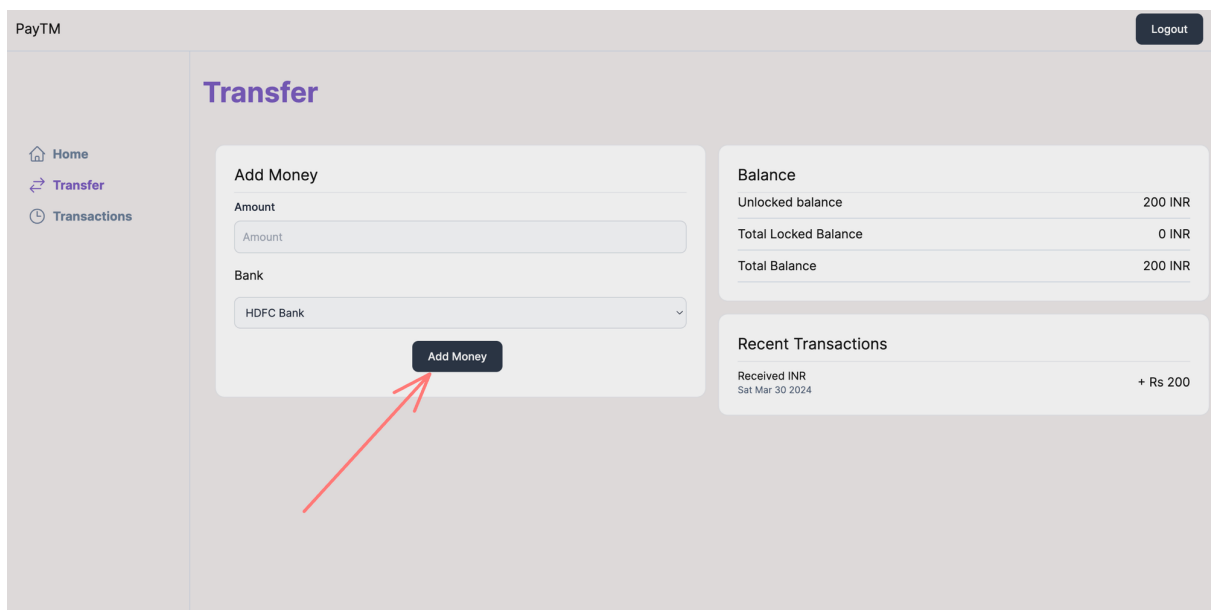 PayTM
Logout
Transfer
Home
Transfer
Transactions
Add Money
Amount
Amount
Bank
HDFC Bank
Add Money
Balance
Unlocked balance 200 INR
Total Locked Balance 0 INR
Total Balance 200 INR
Recent Transactions
Received INR
Sat Mar 30 2024
+ Rs 200